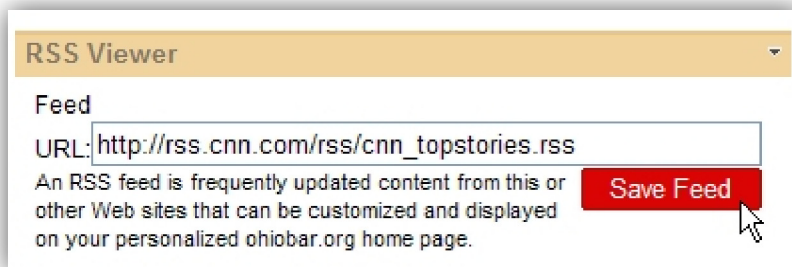 RSS Viewer
Feed
URL: http://rss.cnn.com/rss/cnn_topstories.rss
An RSS feed is frequently updated content from this or
other Web sites that can be customized and displayed
on your personalized ohiobar.org home page.
Save Feed